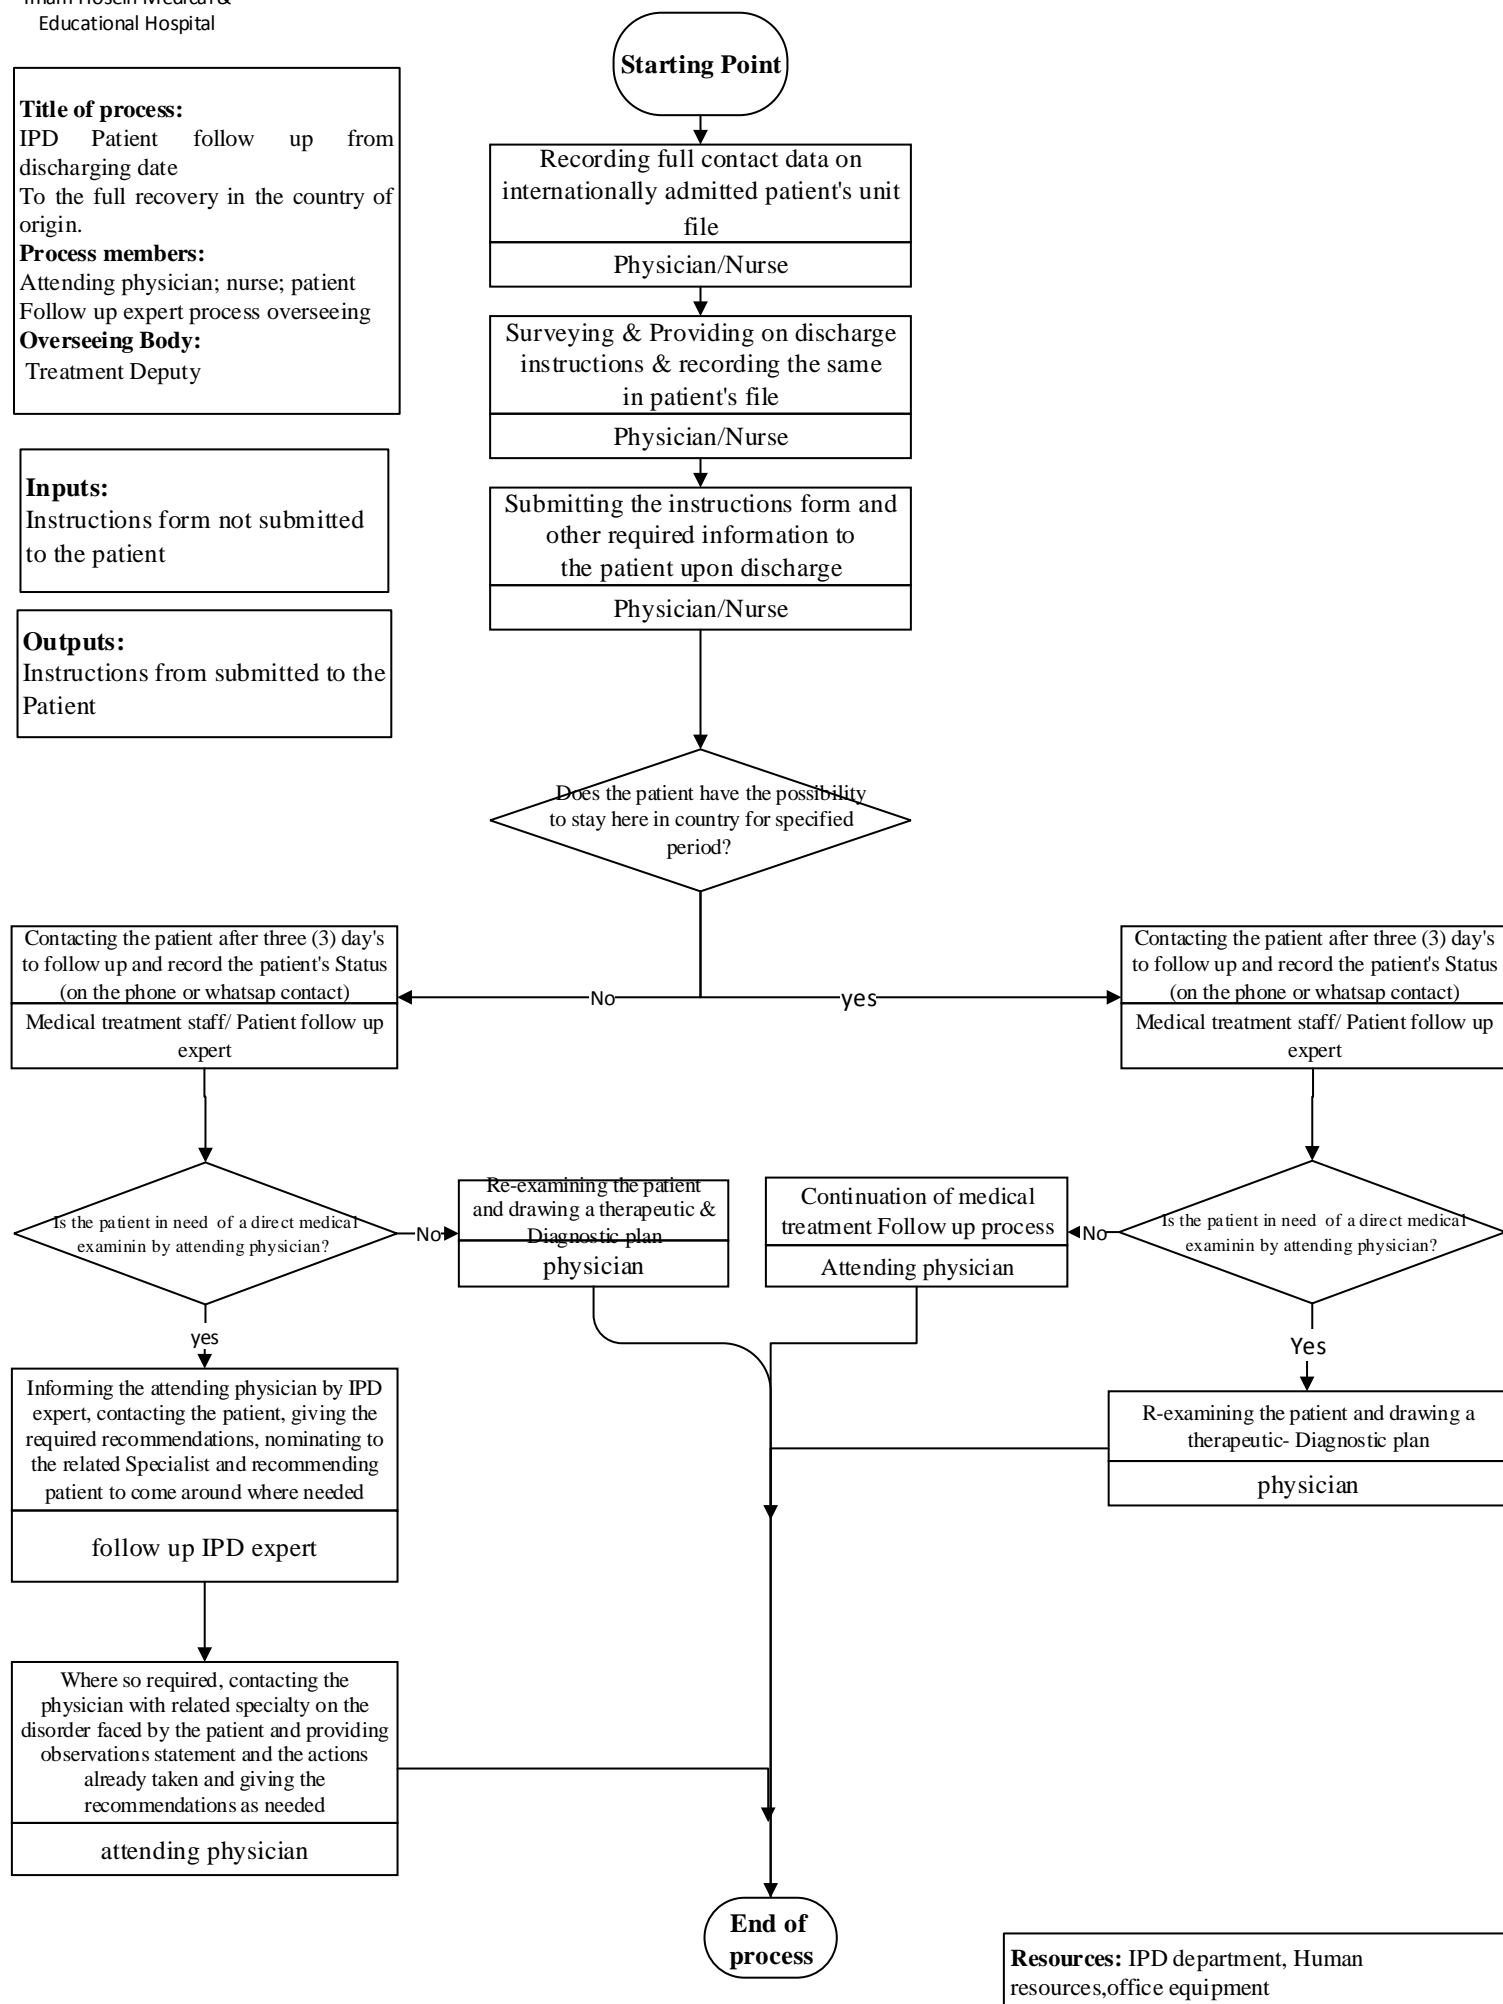 Imam Hosein Medical &
Educational Hospital
Title of process:
IPD Patient follow up from
discharging date
To the full recovery in the country of
origin.
Process members:
Attending physician; nurse; patient
Follow up expert process overseeing
Overseeing Body:
Treatment Deputy
Inputs:
Instructions form not submitted
to the patient
Outputs:
Instructions from submitted to the
Patient
Starting Point
Recording full contact data on
internationally admitted patient's unit
file
Physician/Nurse
Surveying & Providing on discharge
instructions & recording the same
in patient's file
Physician/Nurse
Submitting the instructions form and
other required information to
the patient upon discharge
Physician/Nurse
Does the patient have the possibility
to stay here in country for specified
period?
No
yes
Contacting the patient after three (3) day's
to follow up and record the patient's Status
(on the phone or whatsap contact)
Medical treatment staff/ Patient follow up
expert
Contacting the patient after three (3) day's
to follow up and record the patient's Status
(on the phone or whatsap contact)
Medical treatment staff/ Patient follow up
expert
Is the patient in need of a direct medical
examinin by attending physician?
No
Re-examining the patient
and drawing a therapeutic &
Diagnostic plan
physician
Continuation of medical
treatment Follow up process
Attending physician
No
Is the patient in need of a direct medical
examinin by attending physician?
yes
Yes
Informing the attending physician by IPD
expert, contacting the patient, giving the
required recommendations, nominating to
the related Specialist and recommending
patient to come around where needed
follow up IPD expert
R-examining the patient and drawing a
therapeutic- Diagnostic plan
physician
Where so required, contacting the
physician with related specialty on the
disorder faced by the patient and providing
observations statement and the actions
already taken and giving the
recommendations as needed
attending physician
End of
process
Resources: IPD department, Human
resources,office equipment